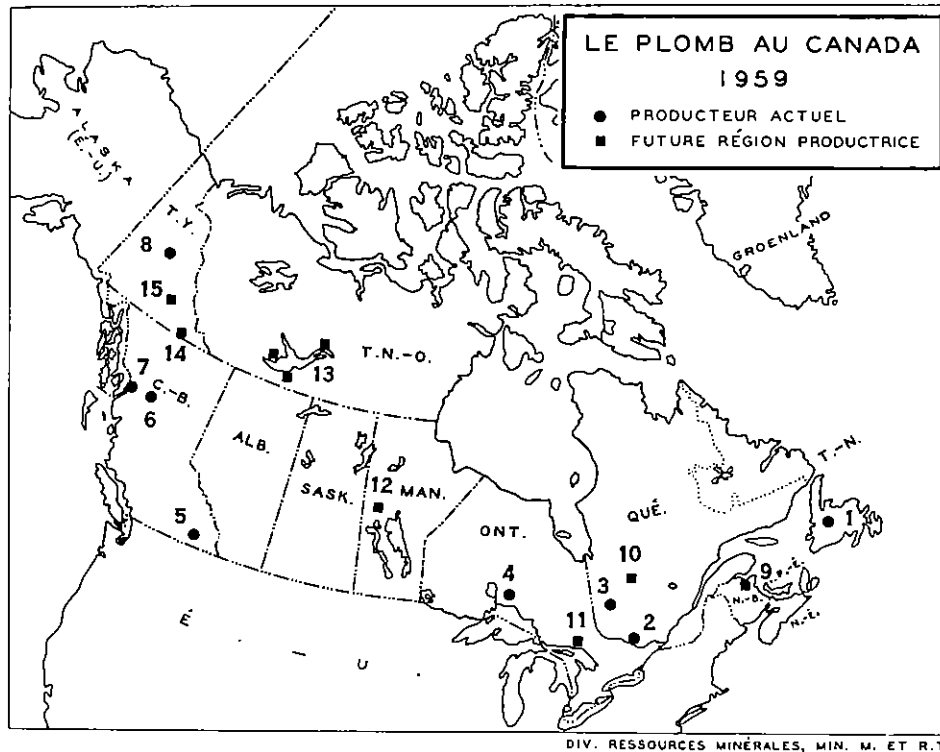 LE PLOMB AU CANADA
1959
PRODUCTEUR ACTUEL
FUTURE RÉGION PRODUCTRICE
ALASKA
(É.-U.)
T.Y.
8
15
14
GROENLAND
T.N.-O.
13
7
C.-B.
6
ALB.
SASK.
12
MAN.
T.-N.
5
ONT.
QUÉ.
1
4
3
10
9
N.-B.
N.-É.
11
2
É.-U.
DIV. RESSOURCES MINÉRALES, MIN. M. ET R.T